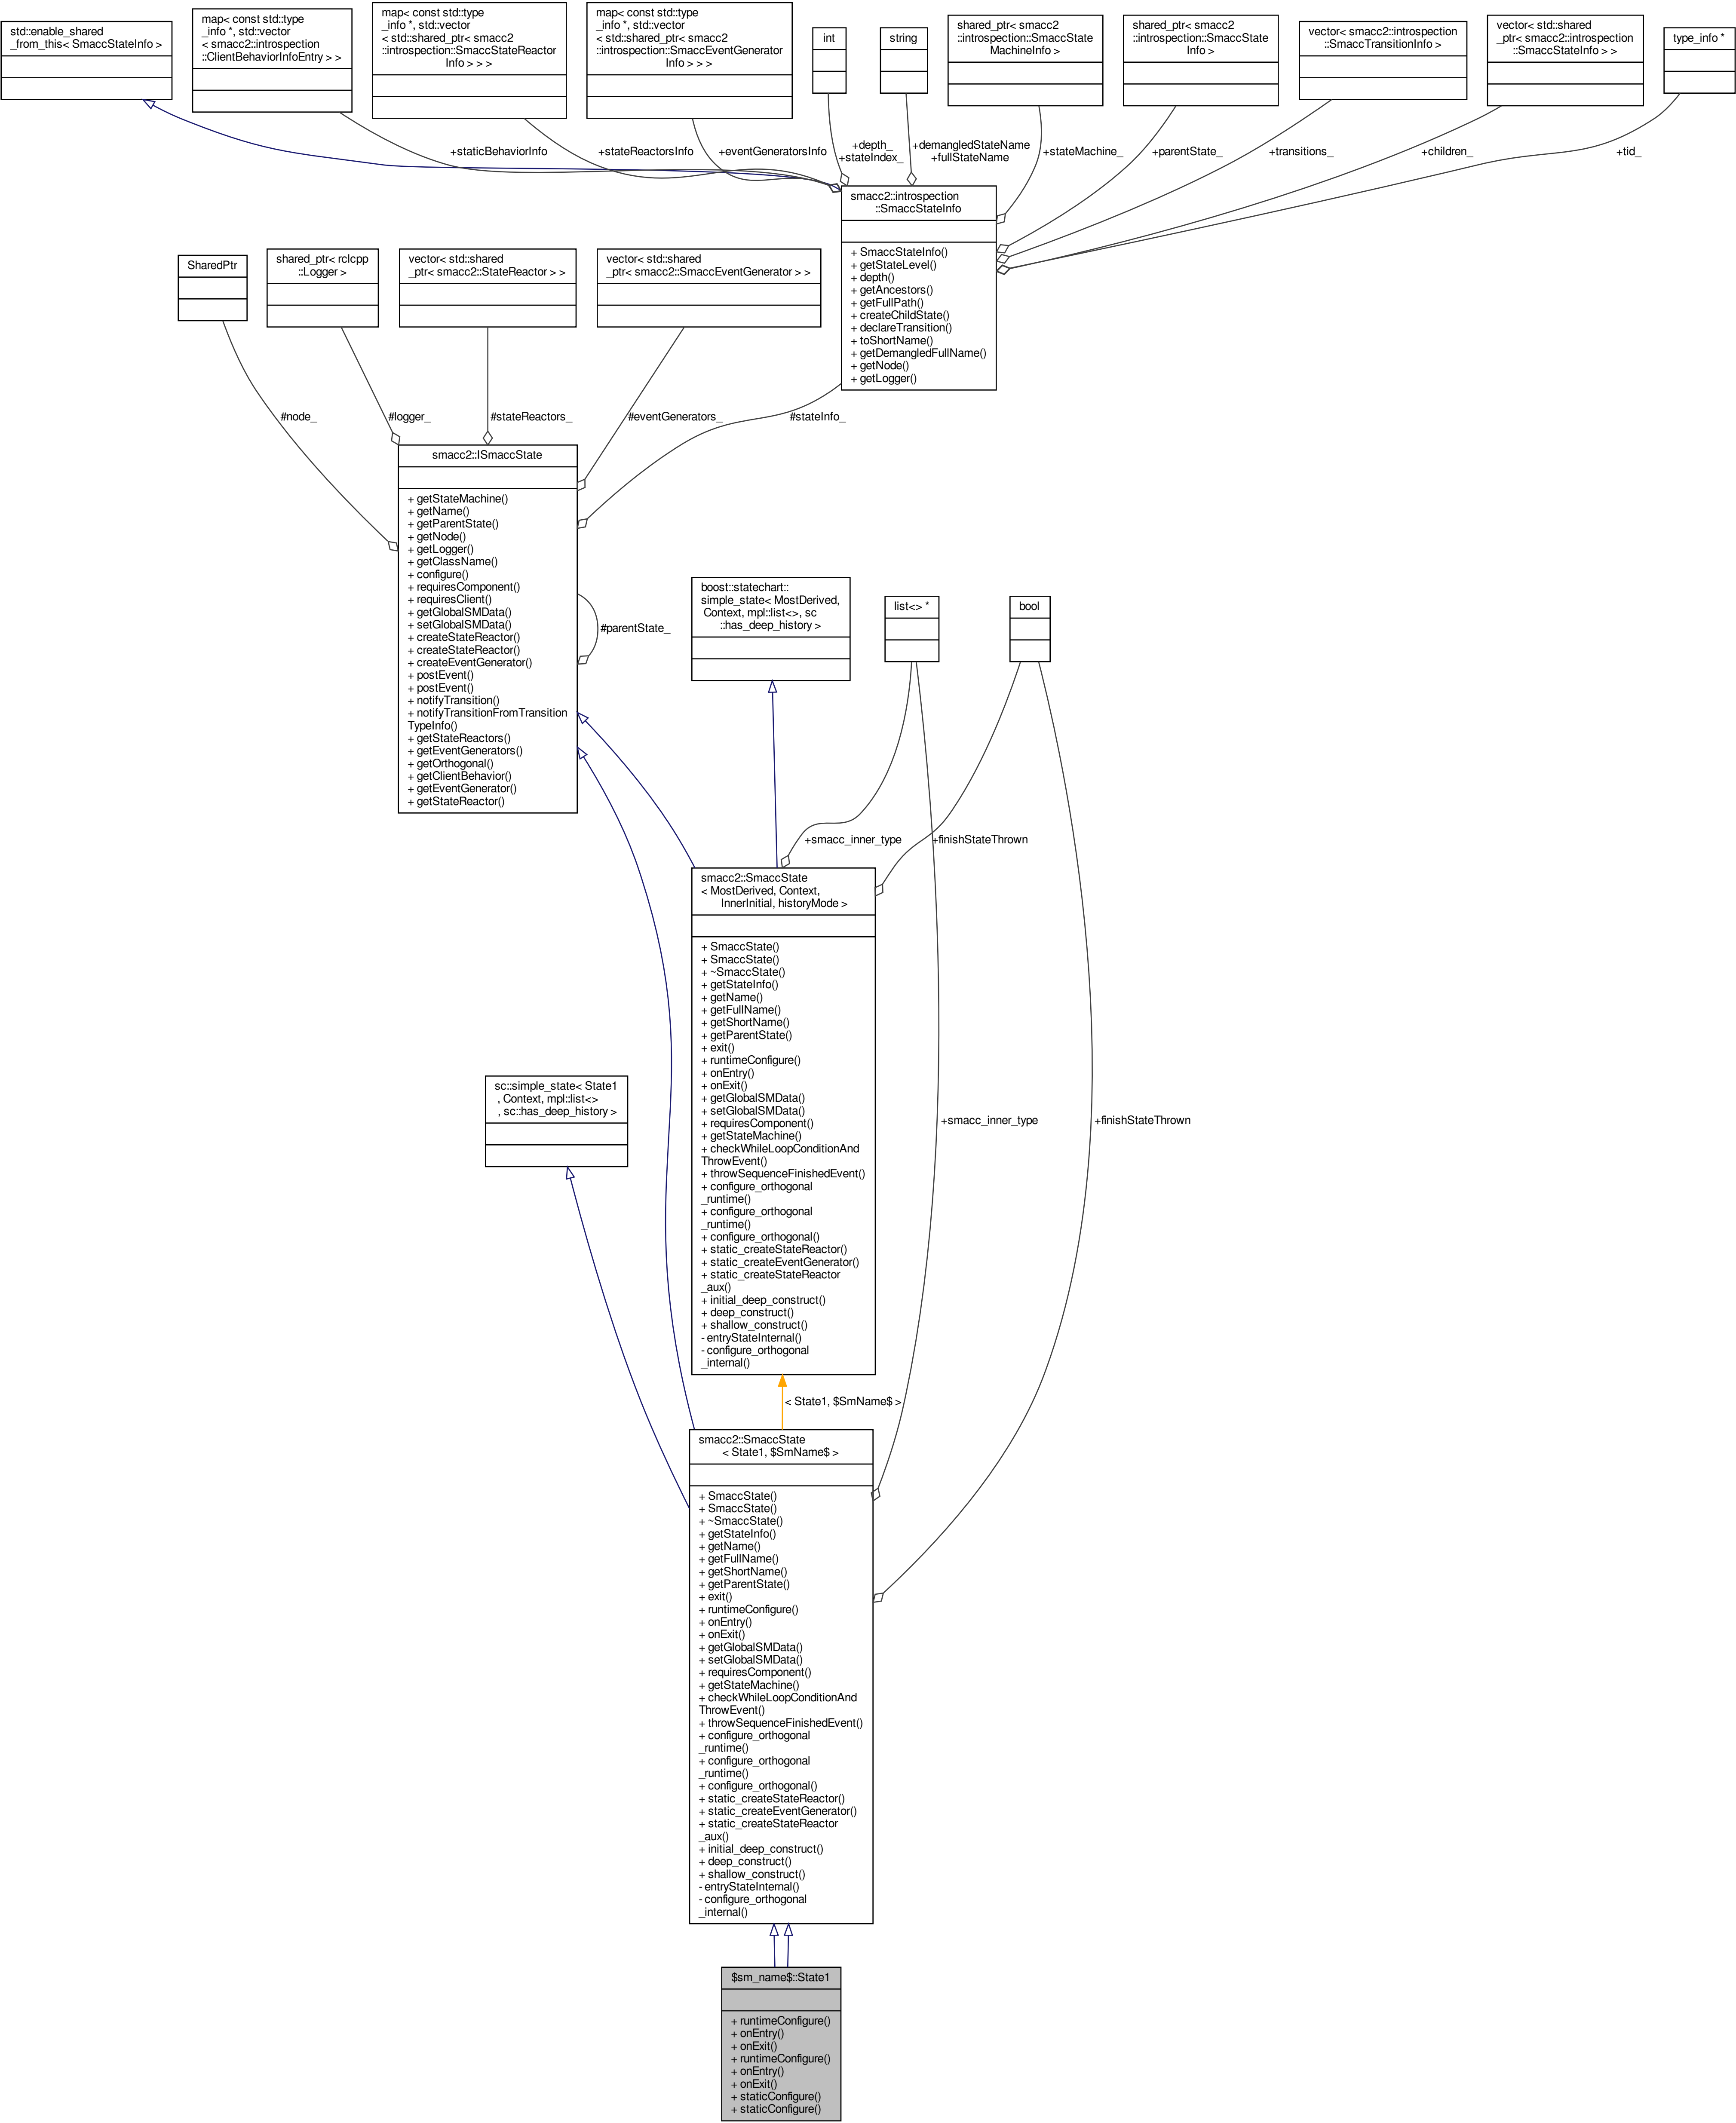 std::enable_shared
_from_this< SmaccStateInfo >
map< const std::type
_info *, std::vector
< smacc2::introspection
::ClientBehaviorInfoEntry > >
map< const std::type
_info *, std::vector
< std::shared_ptr< smacc2
::introspection::SmaccStateReactor
Info > > >
map< const std::type
_info *, std::vector
< std::shared_ptr< smacc2
::introspection::SmaccEventGenerator
Info > > >
int
string
shared_ptr< smacc2
::introspection::SmaccState
MachineInfo >
shared_ptr< smacc2
::introspection::SmaccState
Info >
vector< smacc2::introspection
::SmaccTransitionInfo >
vector< std::shared
_ptr< smacc2::introspection
::SmaccStateInfo > >
type_info *
+staticBehaviorInfo
+stateReactorsInfo
+eventGeneratorsInfo
+depth_
+stateIndex_
+demangledStateName
+fullStateName
+stateMachine_
+parentState_
+transitions_
+children_
+tid_
smacc2::introspection
::SmaccStateInfo
+ SmaccStateInfo()
+ getStateLevel()
+ depth()
+ getAncestors()
+ getFullPath()
+ createChildState()
+ declareTransition()
+ toShortName()
+ getDemangledFullName()
+ getNode()
+ getLogger()
SharedPtr
shared_ptr< rclcpp
::Logger >
vector< std::shared
_ptr< smacc2::StateReactor > >
vector< std::shared
_ptr< smacc2::SmaccEventGenerator > >
#node_
#logger_
#stateReactors_
#eventGenerators_
#stateInfo_
smacc2::ISmaccState
+ getStateMachine()
+ getName()
+ getParentState()
+ getNode()
+ getLogger()
+ getClassName()
+ configure()
+ requiresComponent()
+ requiresClient()
+ getGlobalSMData()
+ setGlobalSMData()
+ createStateReactor()
+ createStateReactor()
+ createEventGenerator()
+ postEvent()
+ postEvent()
+ notifyTransition()
+ notifyTransitionFromTransition
TypeInfo()
+ getStateReactors()
+ getEventGenerators()
+ getOrthogonal()
+ getClientBehavior()
+ getEventGenerator()
+ getStateReactor()
#parentState_
boost::statechart::
simple_state< MostDerived,
Context, mpl::list<>, sc
::has_deep_history >
list<> *
bool
+smacc_inner_type
+finishStateThrown
smacc2::SmaccState
< MostDerived, Context,
InnerInitial, historyMode >
+ SmaccState()
+ SmaccState()
+ ~SmaccState()
+ getStateInfo()
+ getName()
+ getFullName()
+ getShortName()
+ getParentState()
+ exit()
+ runtimeConfigure()
+ onEntry()
+ onExit()
+ getGlobalSMData()
+ setGlobalSMData()
+ requiresComponent()
+ getStateMachine()
+ checkWhileLoopConditionAnd
ThrowEvent()
+ throwSequenceFinishedEvent()
+ configure_orthogonal
_runtime()
+ configure_orthogonal
_runtime()
+ configure_orthogonal()
+ static_createStateReactor()
+ static_createEventGenerator()
+ static_createStateReactor
_aux()
+ initial_deep_construct()
+ deep_construct()
+ shallow_construct()
- entryStateInternal()
- configure_orthogonal
_internal()
sc::simple_state< State1
, Context, mpl::list<>
, sc::has_deep_history >
+smacc_inner_type
+finishStateThrown
< State1, $SmName$ >
smacc2::SmaccState
< State1, $SmName$ >
+ SmaccState()
+ SmaccState()
+ ~SmaccState()
+ getStateInfo()
+ getName()
+ getFullName()
+ getShortName()
+ getParentState()
+ exit()
+ runtimeConfigure()
+ onEntry()
+ onExit()
+ getGlobalSMData()
+ setGlobalSMData()
+ requiresComponent()
+ getStateMachine()
+ checkWhileLoopConditionAnd
ThrowEvent()
+ throwSequenceFinishedEvent()
+ configure_orthogonal
_runtime()
+ configure_orthogonal
_runtime()
+ configure_orthogonal()
+ static_createStateReactor()
+ static_createEventGenerator()
+ static_createStateReactor
_aux()
+ initial_deep_construct()
+ deep_construct()
+ shallow_construct()
- entryStateInternal()
- configure_orthogonal
_internal()
$sm_name$::State1
+ runtimeConfigure()
+ onEntry()
+ onExit()
+ runtimeConfigure()
+ onEntry()
+ onExit()
+ staticConfigure()
+ staticConfigure()